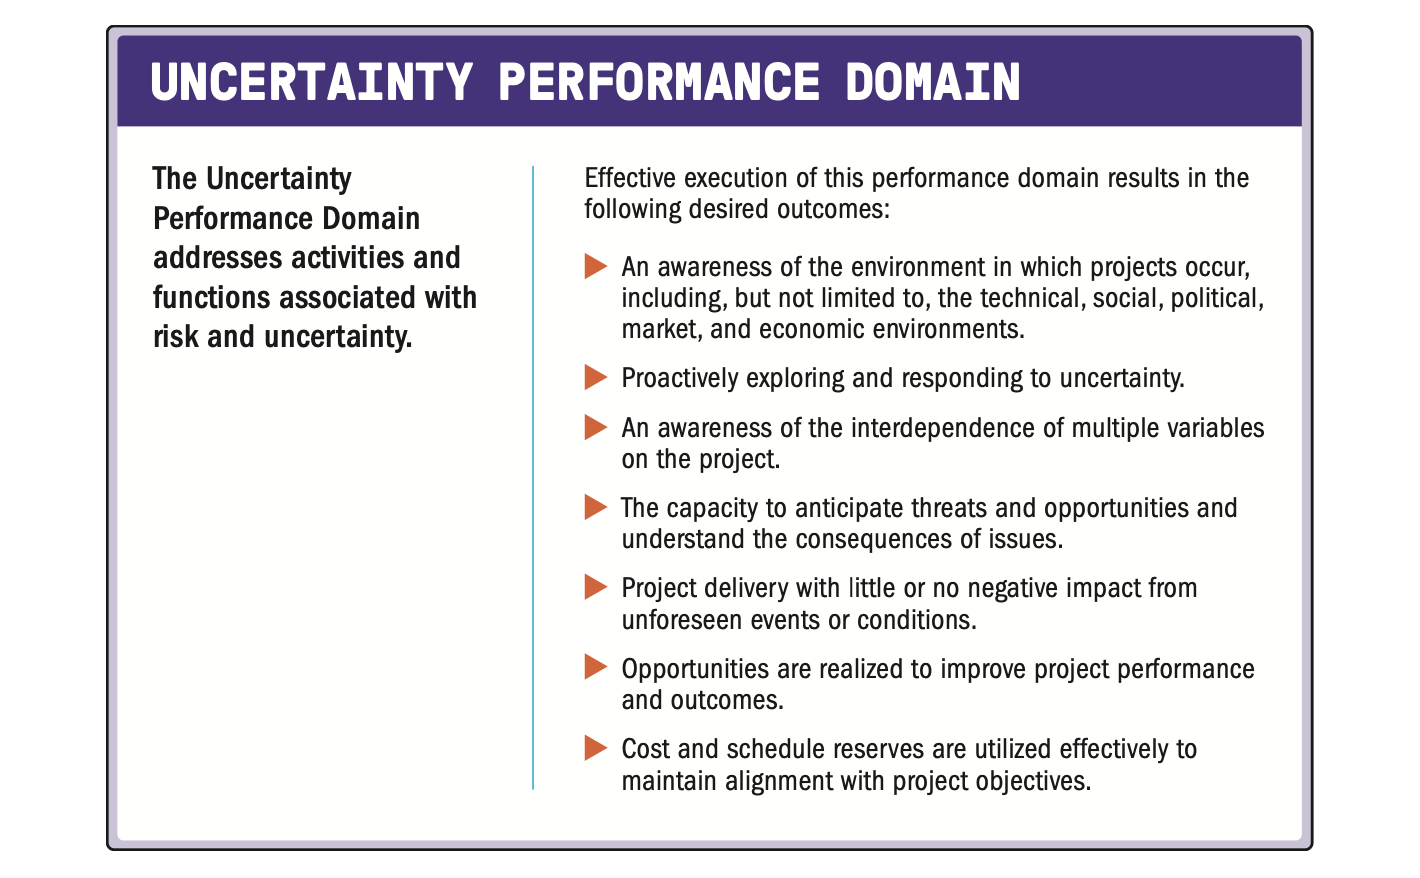 UNCERTAINTY PERFORMANCE DOMAIN
The Uncertainty
Performance Domain
addresses activities and
functions associated with
risk and uncertainty.
Effective execution of this performance domain results in the
following desired outcomes:
An awareness of the environment in which projects occur,
including, but not limited to, the technical, social, political,
market, and economic environments.
Proactively exploring and responding to uncertainty.
An awareness of the interdependence of multiple variables
on the project.
The capacity to anticipate threats and opportunities and
understand the consequences of issues.
Project delivery with little or no negative impact from
unforeseen events or conditions.
Opportunities are realized to improve project performance
and outcomes.
Cost and schedule reserves are utilized effectively to
maintain alignment with project objectives.